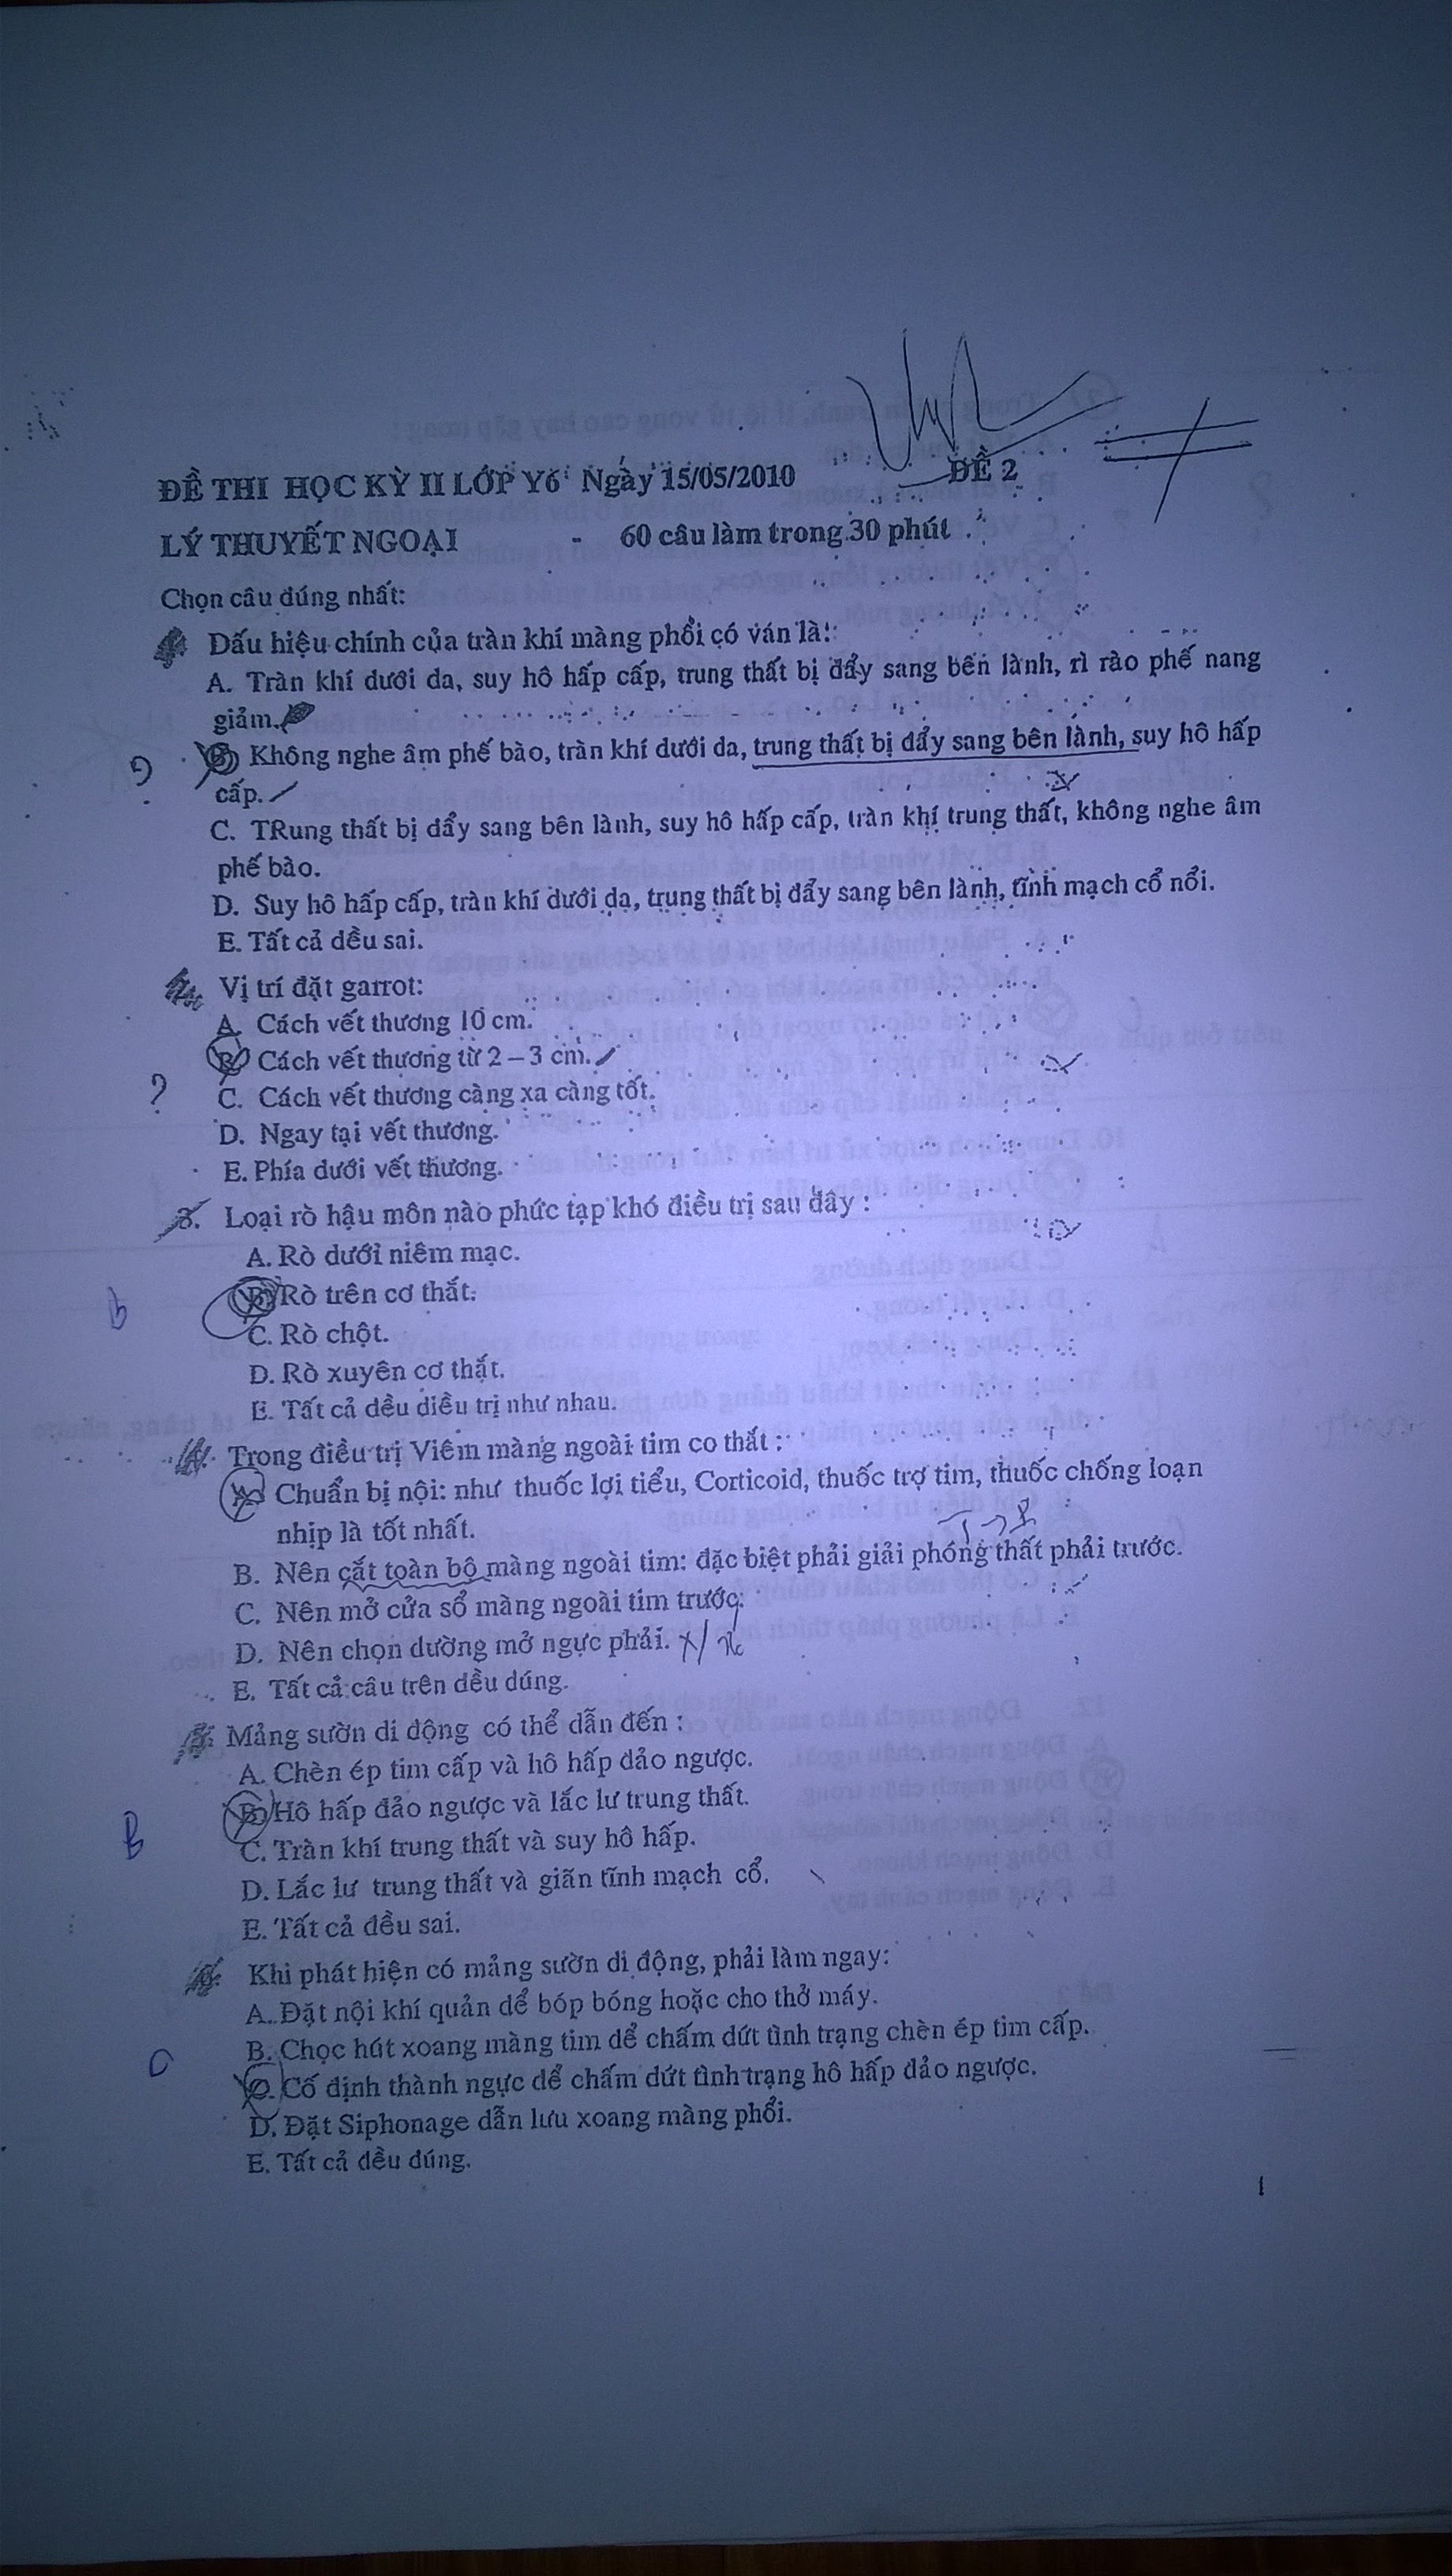 ĐỀ THI HỌC KỲ II LỚP Y6 Ngày 15/05/2010 ĐỀ 2
LÝ THUYẾT NGOẠI - 60 câu làm trong 30 phút
Chọn câu đúng nhất:
Dấu hiệu chính của tràn khí màng phổi có van là:
A. Tràn khí dưới da, suy hô hấp cấp, trung thất bị đẩy sang bên lành, rì rào phế nang
giảm.
? B. Không nghe âm phế bào, tràn khí dưới da, trung thất bị đẩy sang bên lành, suy hô hấp
cấp.
C. TRung thất bị đẩy sang bên lành, suy hô hấp cấp, tràn khí trung thất, không nghe âm
phế bào.
D. Suy hô hấp cấp, tràn khí dưới da, trung thất bị đẩy sang bên lành, tĩnh mạch cổ nổi.
E. Tất cả đều sai.
Vị trí đặt garrot:
A. Cách vết thương 10 cm.
B. Cách vết thương từ 2 – 3 cm.
? C. Cách vết thương càng xa càng tốt.
D. Ngay tại vết thương.
E. Phía dưới vết thương.
3. Loại rò hậu môn nào phức tạp khó điều trị sau đây :
A. Rò dưới niêm mạc.
b B. Rò trên cơ thắt.
C. Rò chột.
D. Rò xuyên cơ thắt.
E. Tất cả đều điều trị như nhau.
4. Trong điều trị Viêm màng ngoài tim co thắt :
A. Chuẩn bị nội: như thuốc lợi tiểu, Corticoid, thuốc trợ tim, thuốc chống loạn
nhịp là tốt nhất.
B. Nên cắt toàn bộ màng ngoài tim: đặc biệt phải giải phóng thất phải trước.
C. Nên mở cửa sổ màng ngoài tim trước.
D. Nên chọn đường mở ngực phải.
E. Tất cả câu trên đều đúng.
5. Mảng sườn di động có thể dẫn đến :
A. Chèn ép tim cấp và hô hấp đảo ngược.
B B. Hô hấp đảo ngược và lắc lư trung thất.
C. Tràn khí trung thất và suy hô hấp.
D. Lắc lư trung thất và giãn tĩnh mạch cổ.
E. Tất cả đều sai.
6. Khi phát hiện có mảng sườn di động, phải làm ngay:
A. Đặt nội khí quản để bóp bóng hoặc cho thở máy.
B. Chọc hút xoang màng tim để chấm dứt tình trạng chèn ép tim cấp.
C C. Cố định thành ngực để chấm dứt tình trạng hô hấp đảo ngược.
D. Đặt Siphonage dẫn lưu xoang màng phổi.
E. Tất cả đều đúng.
1